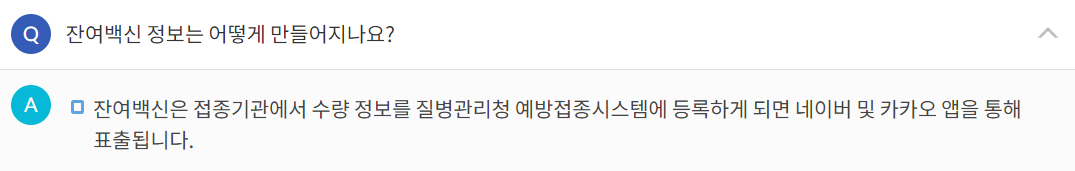 Q 잔여백신 정보는 어떻게 만들어지나요?
A 잔여백신은 접종기관에서 수량 정보를 질병관리청 예방접종시스템에 등록하게 되면 네이버 및 카카오 앱을 통해
표출됩니다.